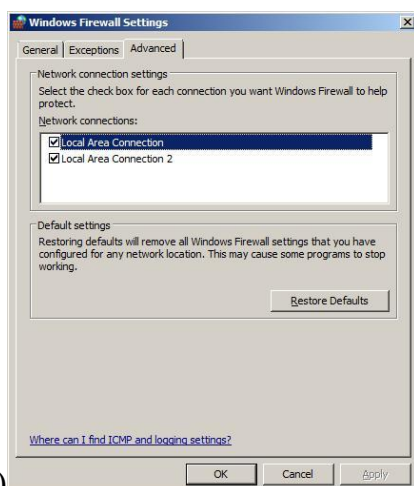 Windows Firewall Settings
General Exceptions Advanced
Network connection settings
Select the check box for each connection you want Windows Firewall to help
protect.
Network connections:
Local Area Connection
Local Area Connection 2
Default settings
Restoring defaults will remove all Windows Firewall settings that you have
configured for any network location. This may cause some programs to stop
working.
Restore Defaults
Where can I find ICMP and logging settings?
)
OK Cancel Apply